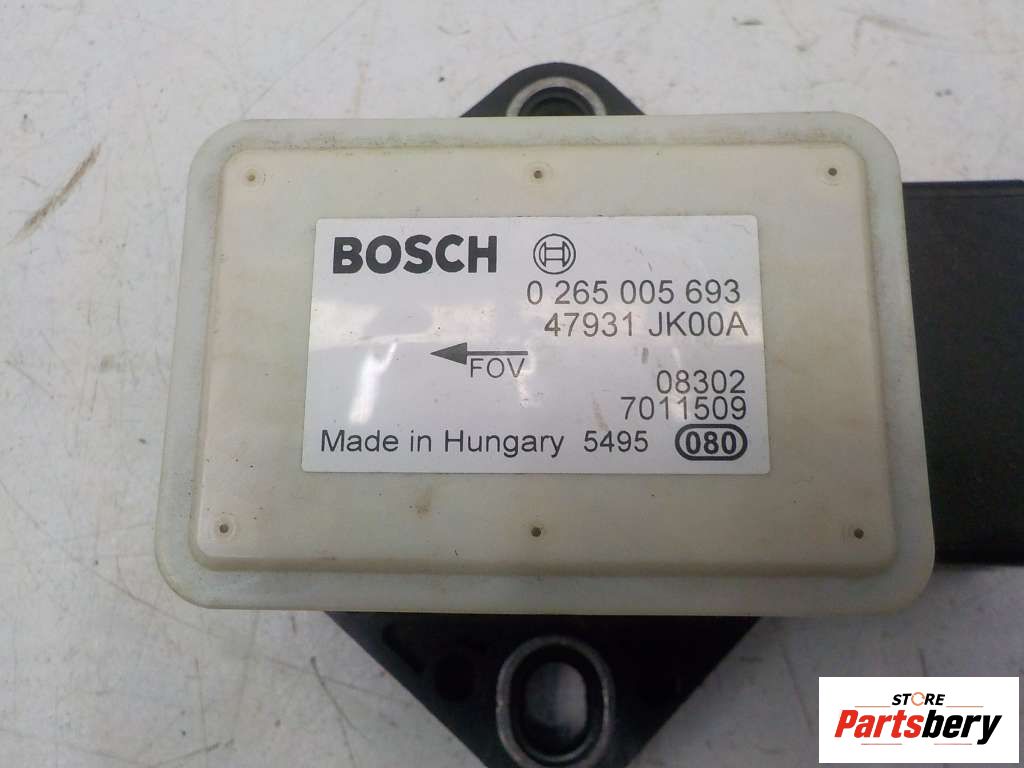 BOSCH
0 265 005 693
47931 JK00A
FOV
08302
7011509
Made in Hungary 5495 080
STORE
Partsbery